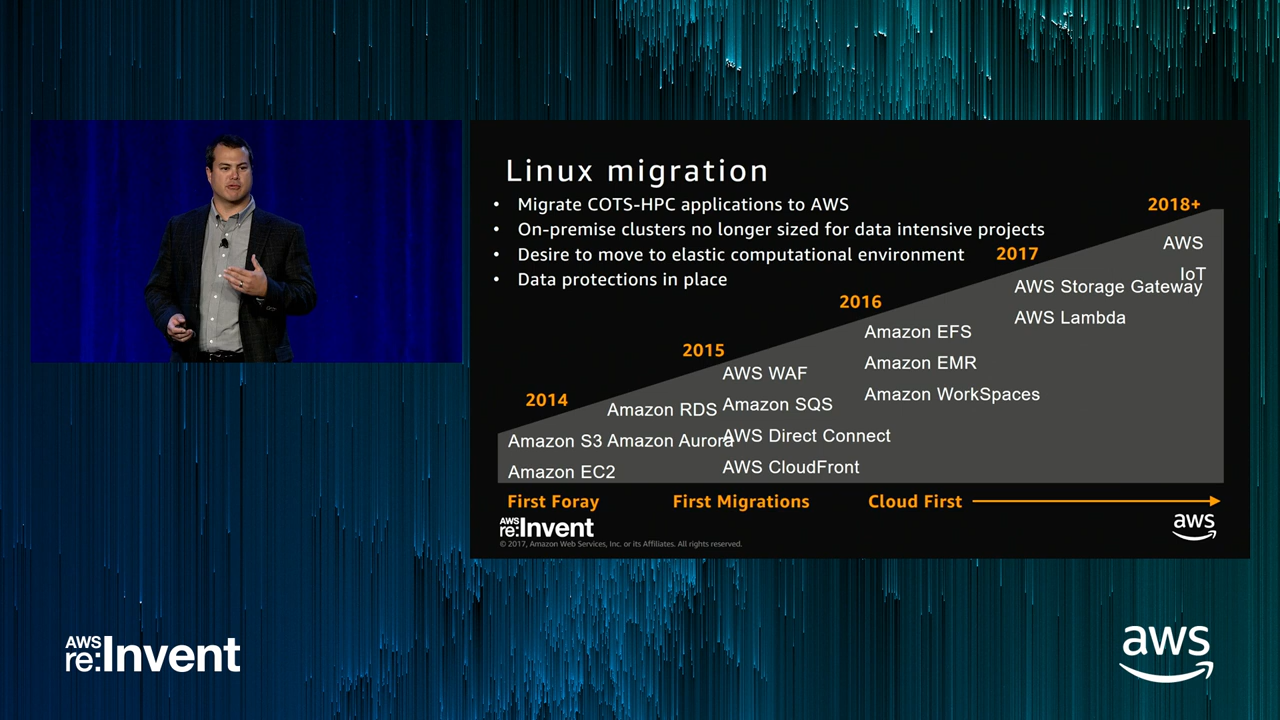 Linux migration
• Migrate COTS-HPC applications to AWS
• On-premise clusters no longer sized for data intensive projects
• Desire to move to elastic computational environment
• Data protections in place
2014
Amazon S3
Amazon EC2
Amazon RDS
Amazon Aurora
2015
AWS WAF
Amazon SQS
AWS Direct Connect
AWS CloudFront
2016
Amazon EFS
Amazon EMR
Amazon WorkSpaces
2017
AWS Storage Gateway
AWS Lambda
2018+
AWS
IoT
First Foray
First Migrations
Cloud First
AWS
re:Invent
© 2017, Amazon Web Services, Inc. or its Affiliates. All rights reserved.
aws
AWS
re:Invent
aws